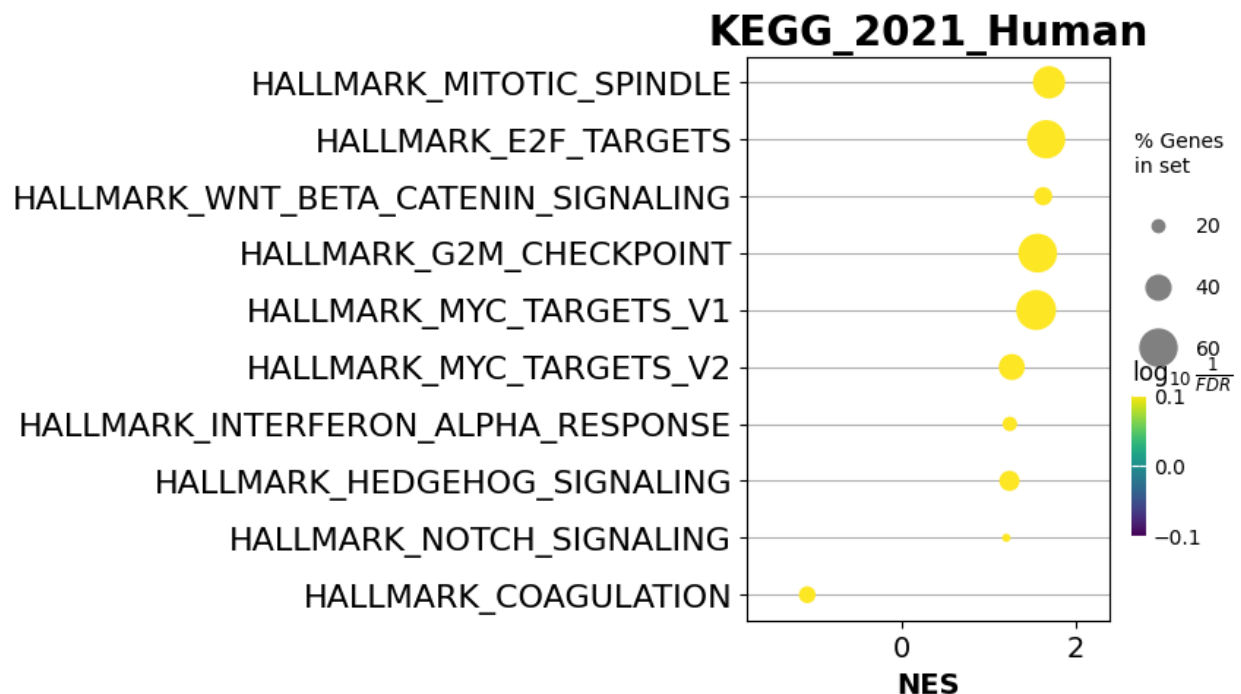 KEGG_2021_Human
HALLMARK_MITOTIC_SPINDLE
HALLMARK_E2F_TARGETS
HALLMARK_WNT_BETA_CATENIN_SIGNALING
HALLMARK_G2M_CHECKPOINT
HALLMARK_MYC_TARGETS_V1
HALLMARK_MYC_TARGETS_V2
HALLMARK_INTERFERON_ALPHA_RESPONSE
HALLMARK_HEDGEHOG_SIGNALING
HALLMARK_NOTCH_SIGNALING
HALLMARK_COAGULATION
0 2
NES
% Genes
in set
20
40
60
log₁₀ 1/FDR
0.1
0.0
−0.1